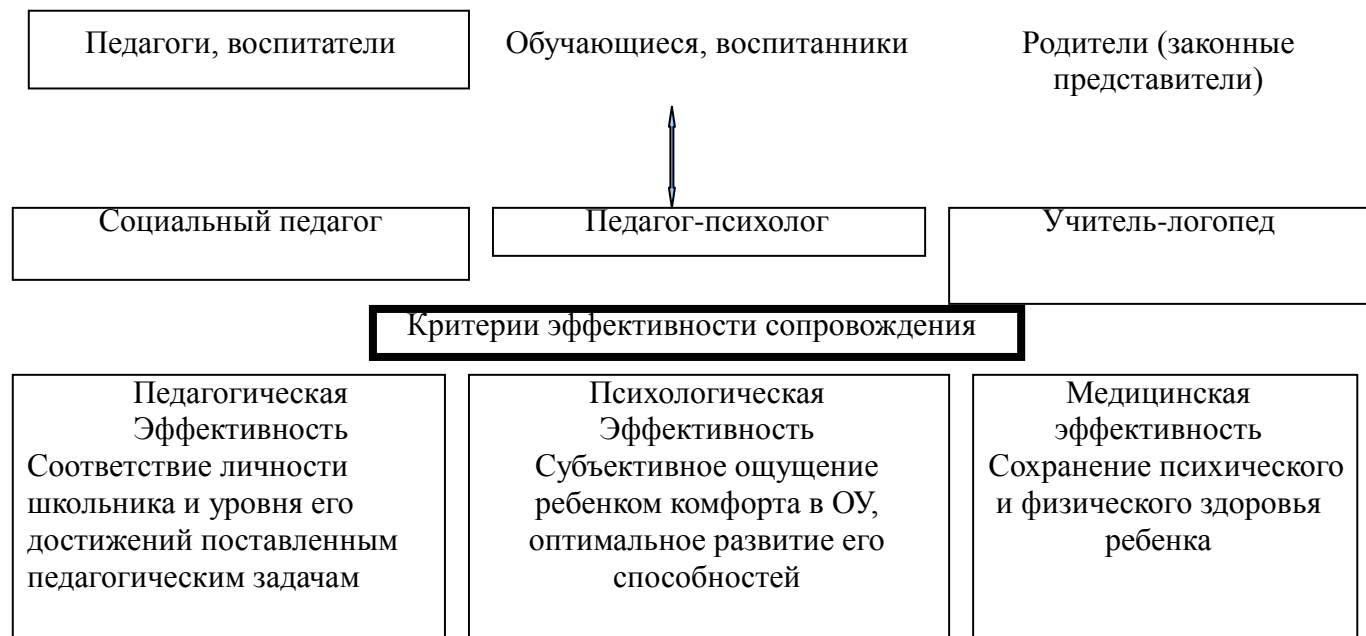 Педагоги, воспитатели
Обучающиеся, воспитанники
Родители (законные
представители)
Социальный педагог
Педагог-психолог
Учитель-логопед
Критерии эффективности сопровождения
Педагогическая
Эффективность
Соответствие личности
школьника и уровня его
достижений поставленным
педагогическим задачам
Психологическая
Эффективность
Субъективное ощущение
ребенком комфорта в ОУ,
оптимальное развитие его
способностей
Медицинская
эффективность
Сохранение психического
и физического здоровья
ребенка